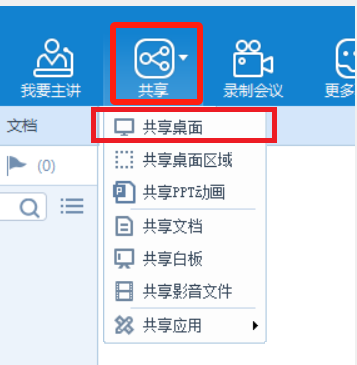 我要主讲
共享
录制会议
更多
文档
共享桌面
(0)
共享桌面区域
共享PPT动画
共享文档
共享白板
共享影音文件
共享应用